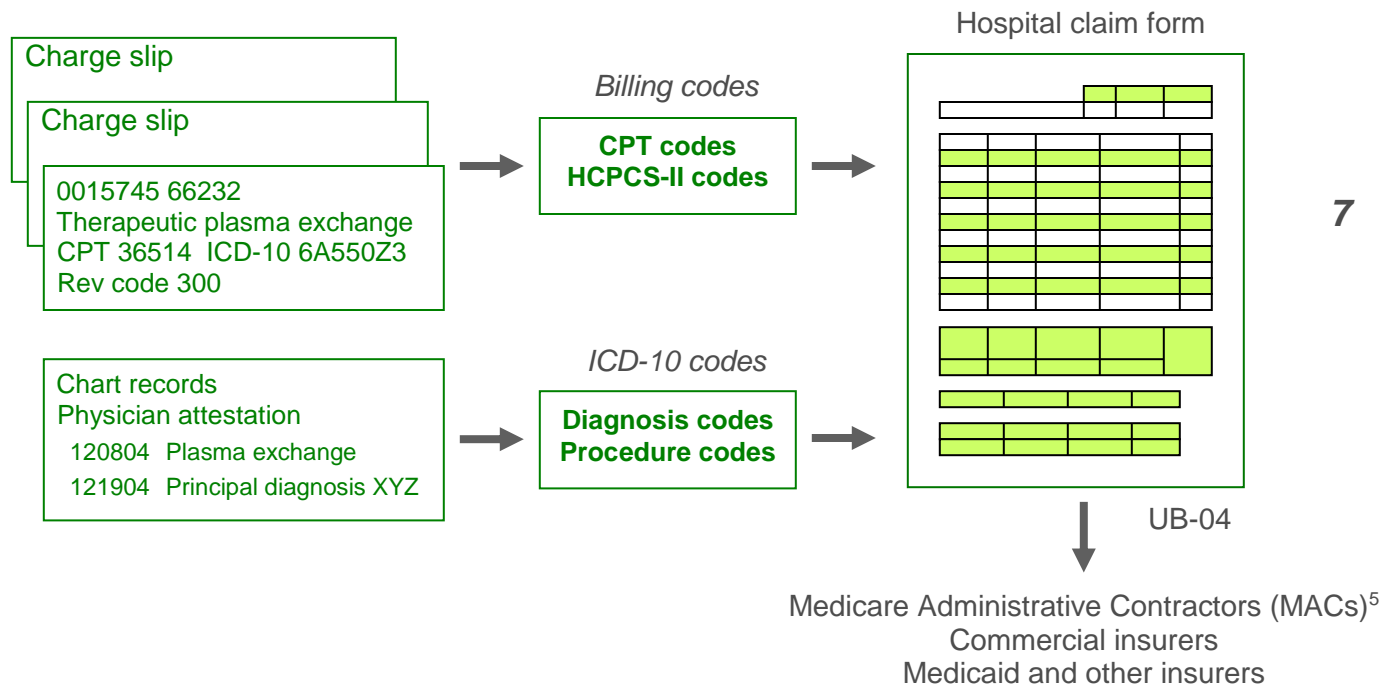 Hospital claim form
Charge slip
Charge slip
0015745 66232
Therapeutic plasma exchange
CPT 36514 ICD-10 6A550Z3
Rev code 300
Billing codes
CPT codes
HCPCS-II codes
7
Chart records
Physician attestation
120804 Plasma exchange
121904 Principal diagnosis XYZ
ICD-10 codes
Diagnosis codes
Procedure codes
UB-04
Medicare Administrative Contractors (MACs)⁵
Commercial insurers
Medicaid and other insurers